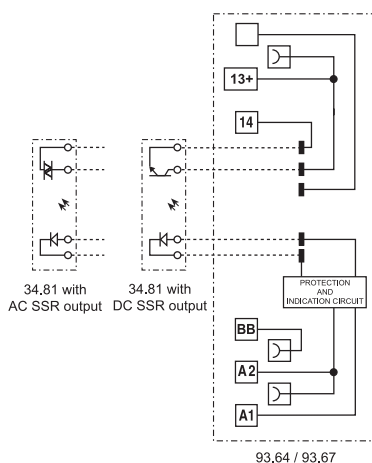 13+
14
34.81 with
AC SSR output
34.81 with
DC SSR output
PROTECTION
AND
INDICATION CIRCUIT
BB
A2
A1
93.64 / 93.67